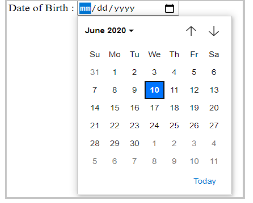 Date of Birth : mm/dd/yyyy
June 2020
Su Mo Tu We Th Fr Sa
31 1 2 3 4 5 6
7 8 9 10 11 12 13
14 15 16 17 18 19 20
21 22 23 24 25 26 27
28 29 30 1 2 3 4
5 6 7 8 9 10 11
Today